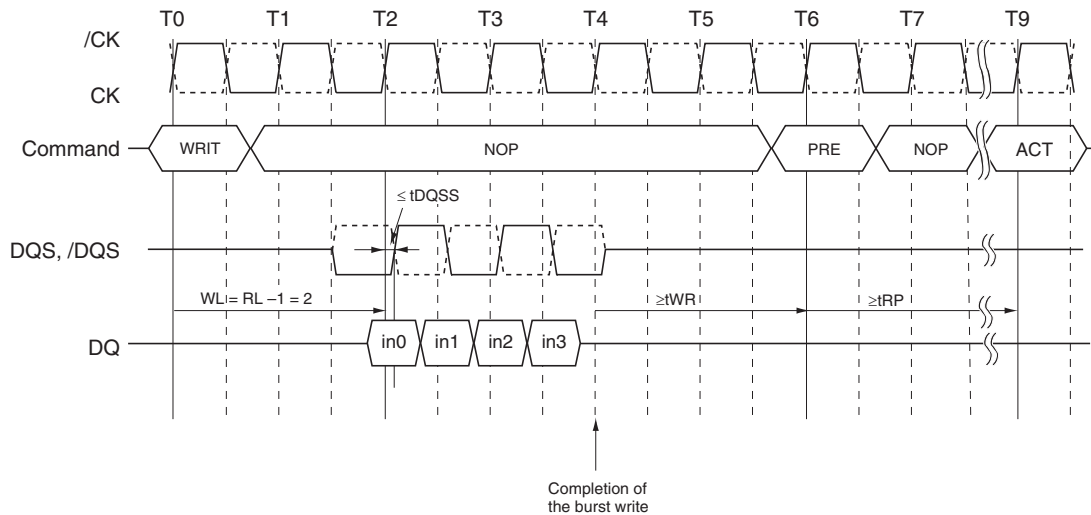 T0 T1 T2 T3 T4 T5 T6 T7 T9
/CK
CK
Command WRIT NOP PRE NOP ACT
≤ tDQSS
DQS, /DQS
WL = RL –1 = 2 ≥tWR ≥tRP
DQ in0 in1 in2 in3
Completion of
the burst write